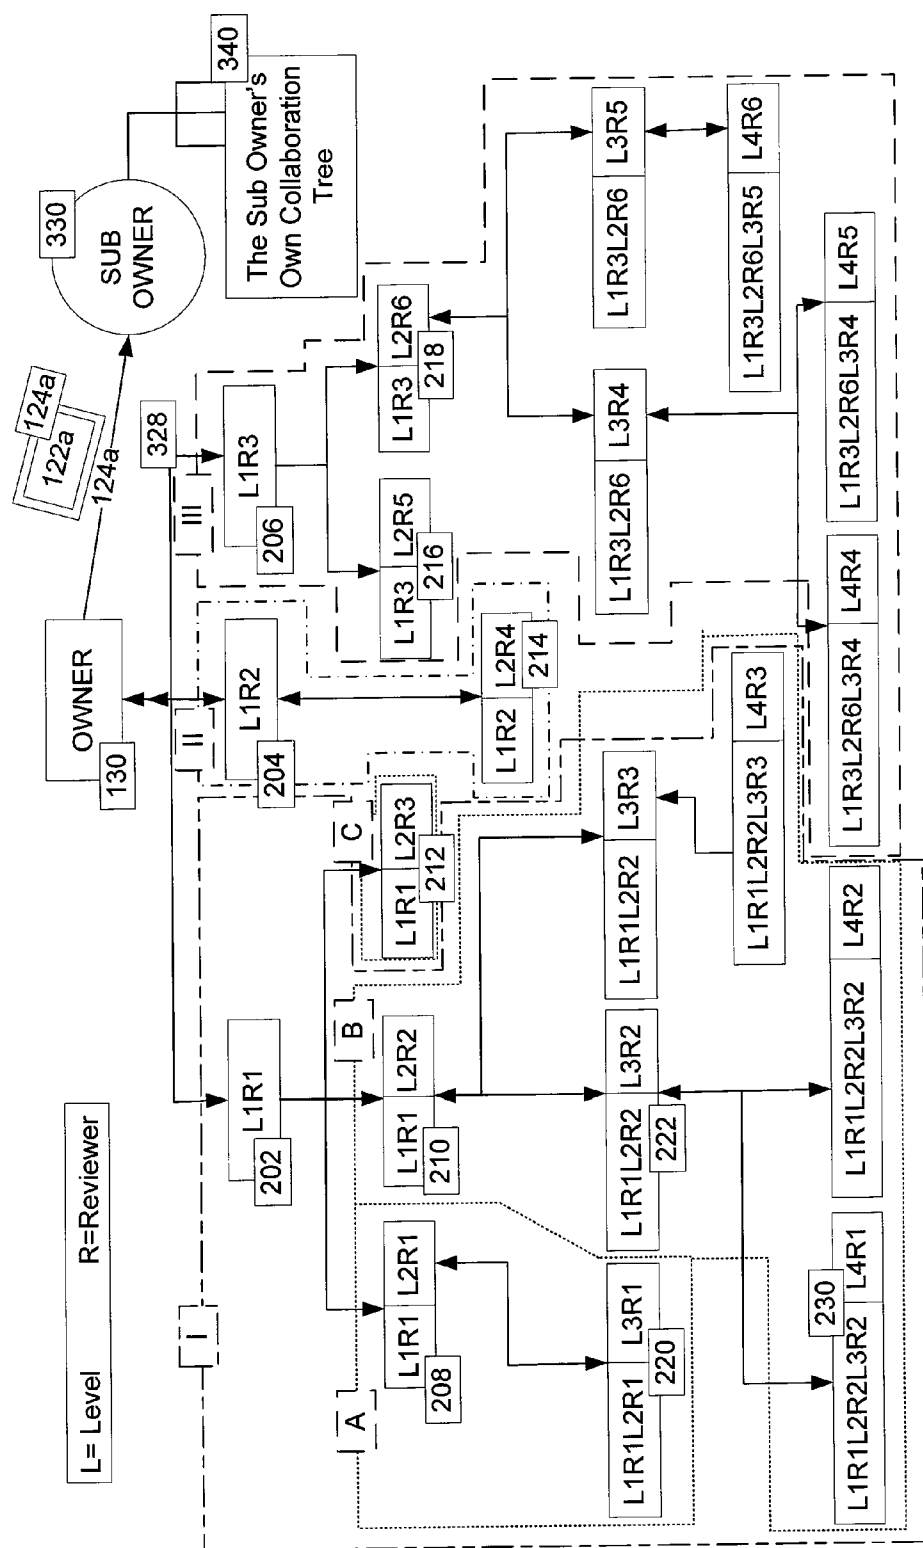 L= Level R=Reviewer
OWNER
130
122a
124a
124a
SUB
OWNER
330
The Sub Owner's
Own Collaboration
Tree
340
328
I
II
III
L1R1
202
L1R2
204
L1R3
206
A
B
C
L1R1 L2R1
208
L1R1 L2R2
210
L1R1 L2R3
212
L1R3 L2R5
216
L1R3 L2R6
218
L1R2 L2R4
214
L1R1L2R1 L3R1
220
L1R1L2R2 L3R2
222
L1R1L2R2 L3R3
L1R3L2R6 L3R4
L1R3L2R6 L3R5
L1R1L2R2L3R3 L4R3
L1R3L2R6L3R5 L4R6
L1R1L2R2L3R2 L4R1
230
L1R1L2R2L3R2 L4R2
L1R3L2R6L3R4 L4R4
L1R3L2R6L3R4 L4R5